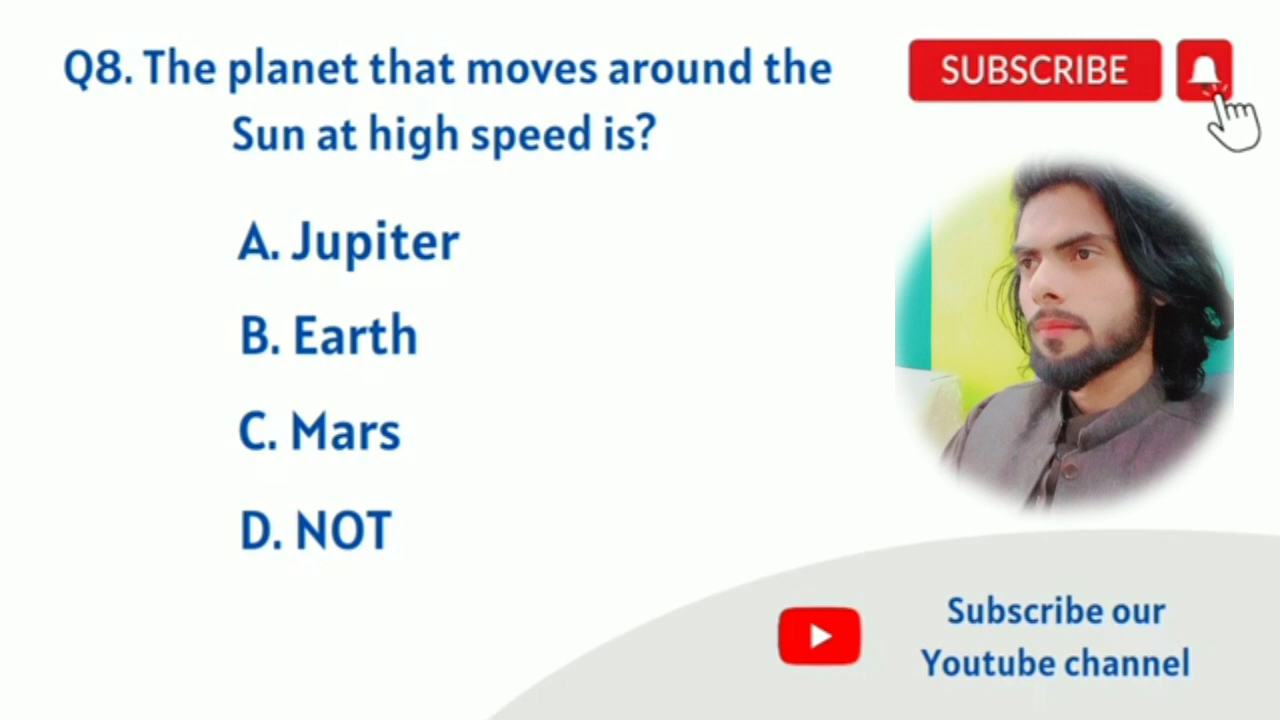 Q8. The planet that moves around the
Sun at high speed is?
SUBSCRIBE
A. Jupiter
B. Earth
C. Mars
D. NOT
Subscribe our
Youtube channel